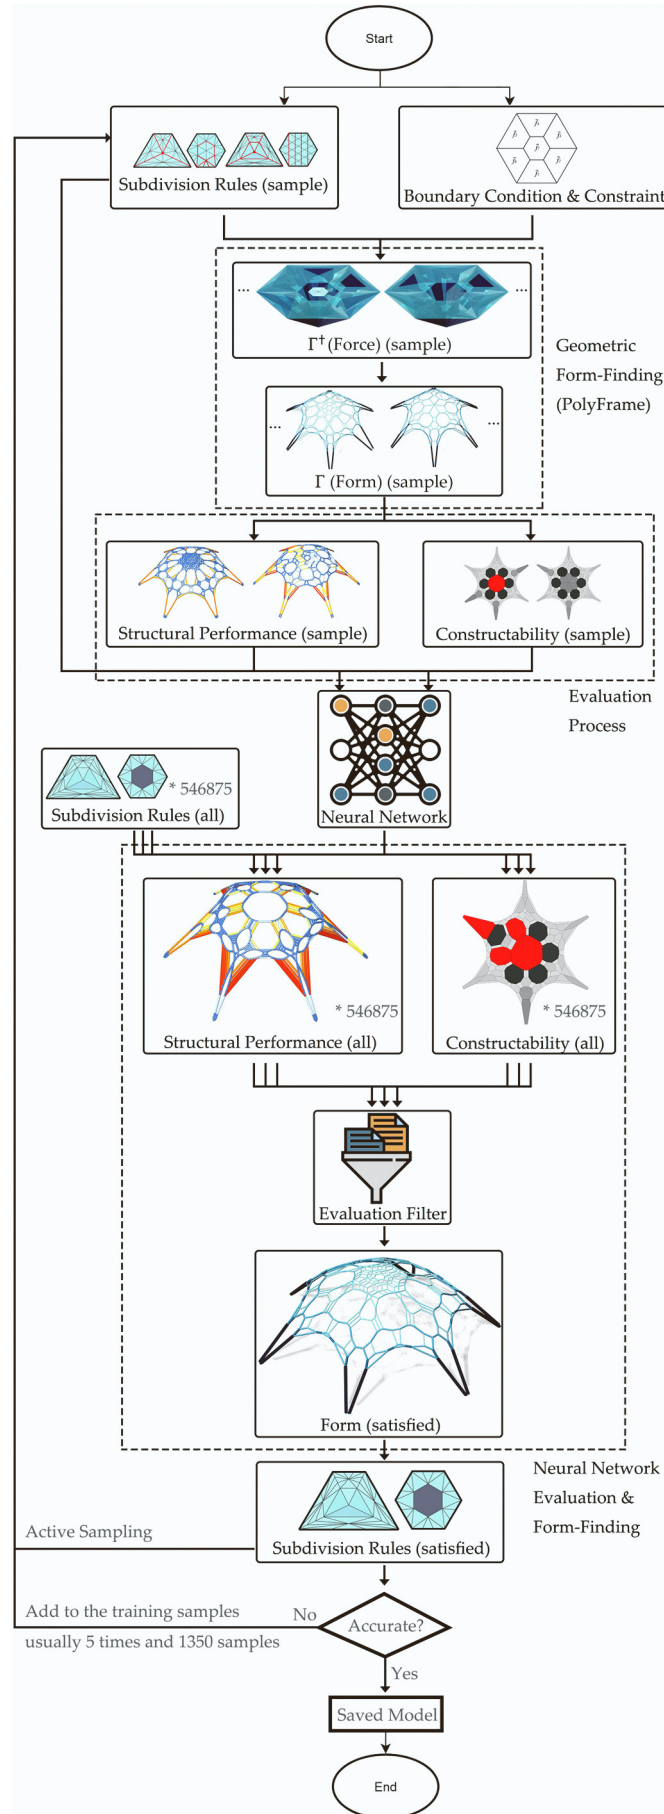 Start
Subdivision Rules (sample)
Boundary Condition & Constraint
...
...
Γ† (Force) (sample)
Geometric
Form-Finding
(PolyFrame)
...
...
Γ (Form) (sample)
Structural Performance (sample)
Constructability (sample)
Evaluation
Process
* 546875
Subdivision Rules (all)
Neural Network
* 546875
Structural Performance (all)
* 546875
Constructability (all)
Evaluation Filter
Form (satisfied)
Neural Network
Evaluation &
Form-Finding
Subdivision Rules (satisfied)
Active Sampling
Add to the training samples
usually 5 times and 1350 samples
No
Accurate?
Yes
Saved Model
End